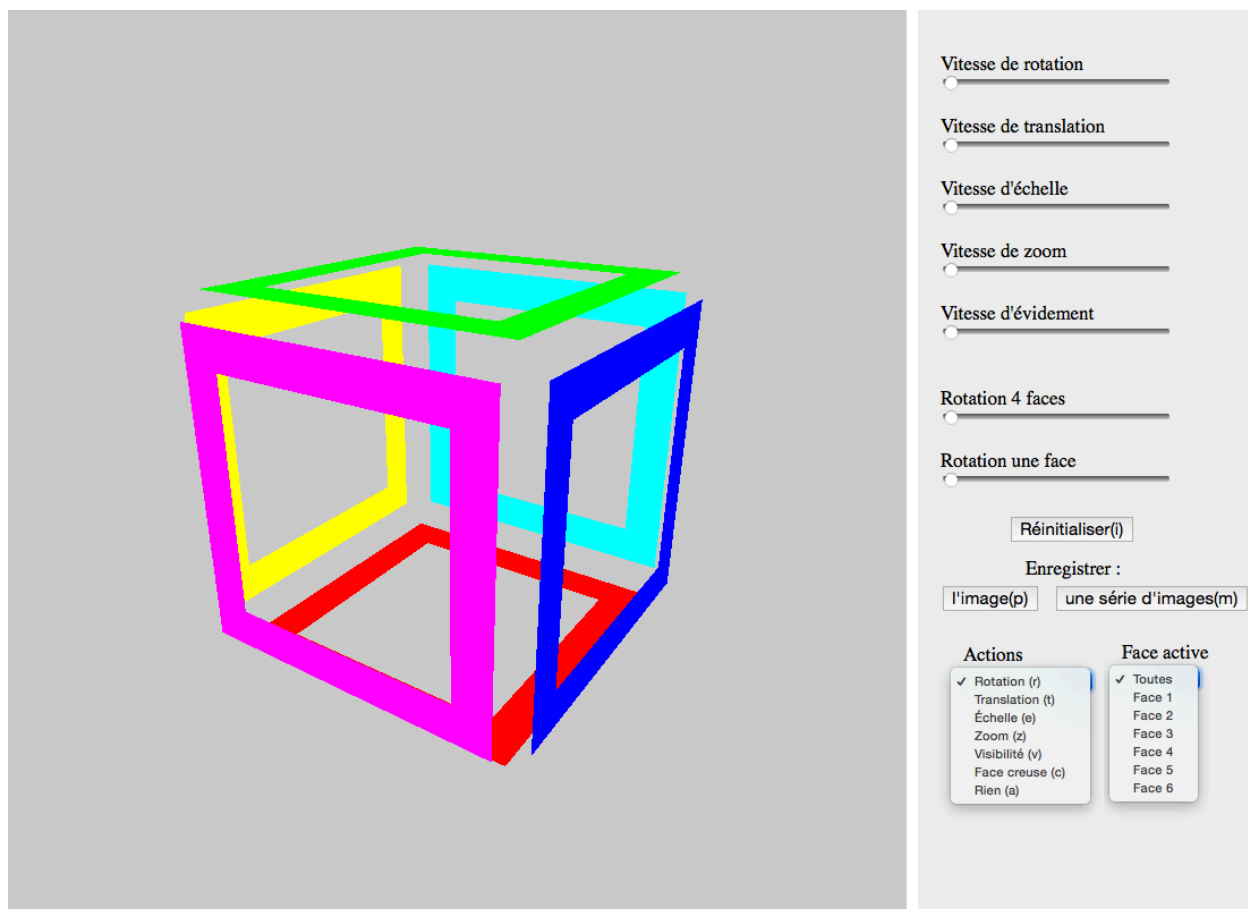 Vitesse de rotation
Vitesse de translation
Vitesse d'échelle
Vitesse de zoom
Vitesse d'évidement
Rotation 4 faces
Rotation une face
Réinitialiser(i)
Enregistrer :
l'image(p) une série d'images(m)
Actions
✓ Rotation (r)
Translation (t)
Échelle (e)
Zoom (z)
Visibilité (v)
Face creuse (c)
Rien (a)
Face active
✓ Toutes
Face 1
Face 2
Face 3
Face 4
Face 5
Face 6